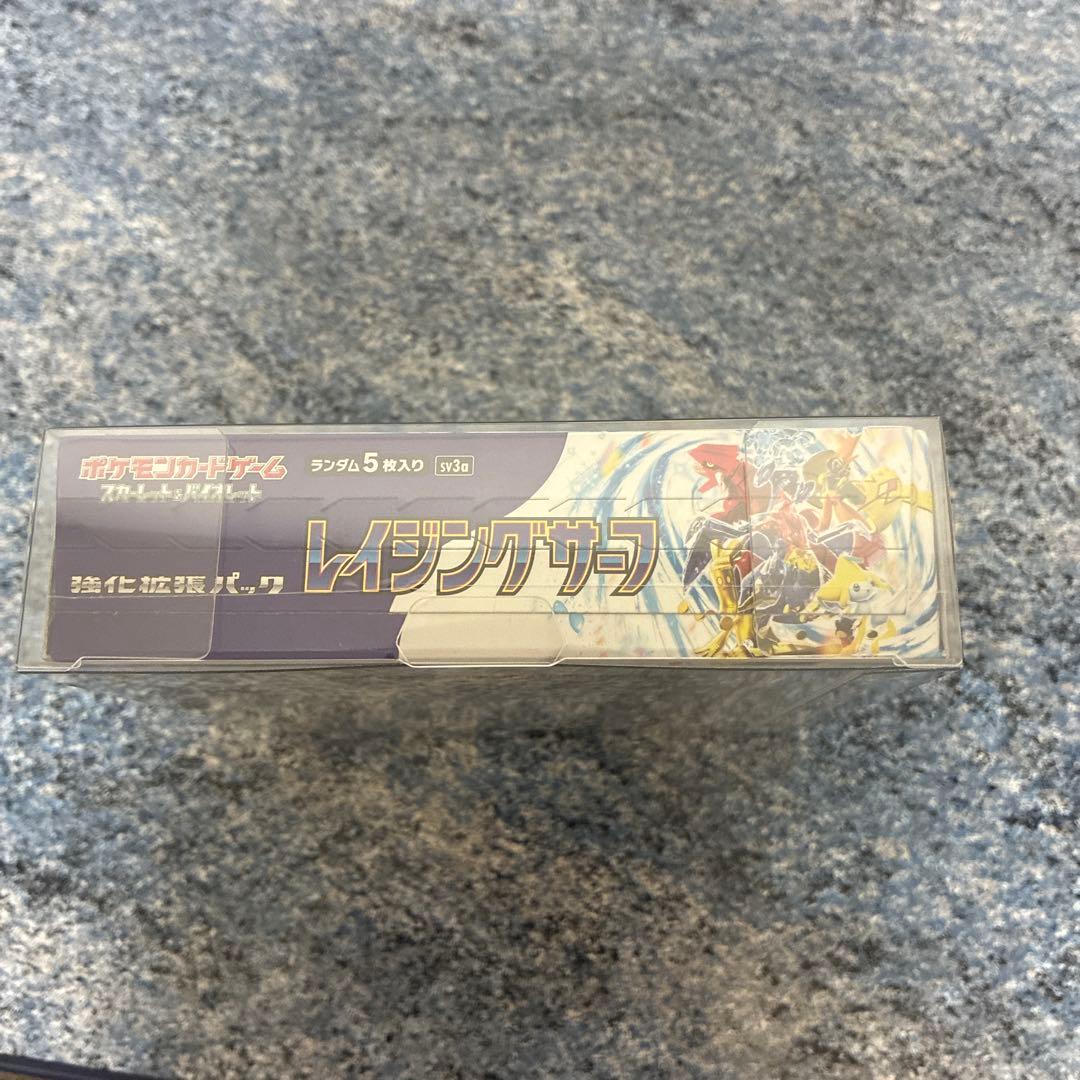 ポケモンカードゲーム
スカーレット&バイオレット
ランダム5枚入り sv3a
強化拡張パック
レイジングサーフ